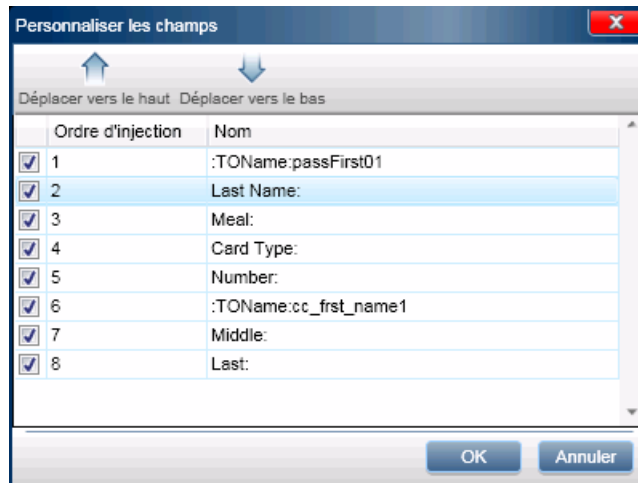 Personnaliser les champs
Déplacer vers le haut Déplacer vers le bas
Ordre d'injection Nom
1 :TOName:passFirst01
2 Last Name:
3 Meal:
4 Card Type:
5 Number:
6 :TOName:cc_frst_name1
7 Middle:
8 Last:
OK Annuler